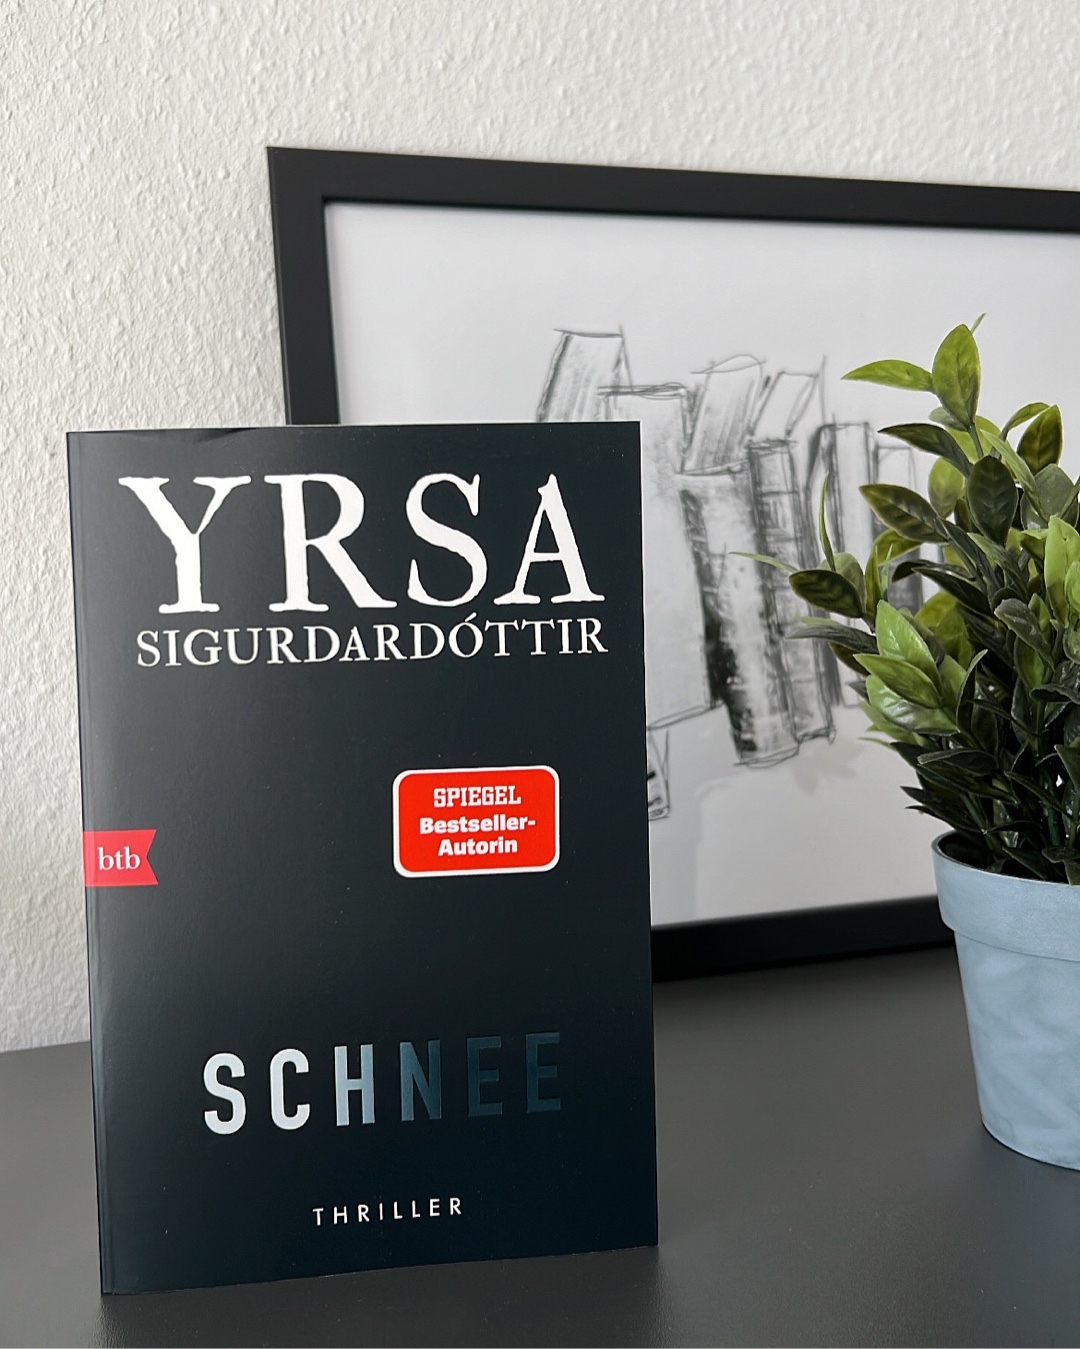 YRSA
SIGURDARDÓTTIR
SPIEGEL
Bestseller-
Autorin
btb
SCHNEE
THRILLER